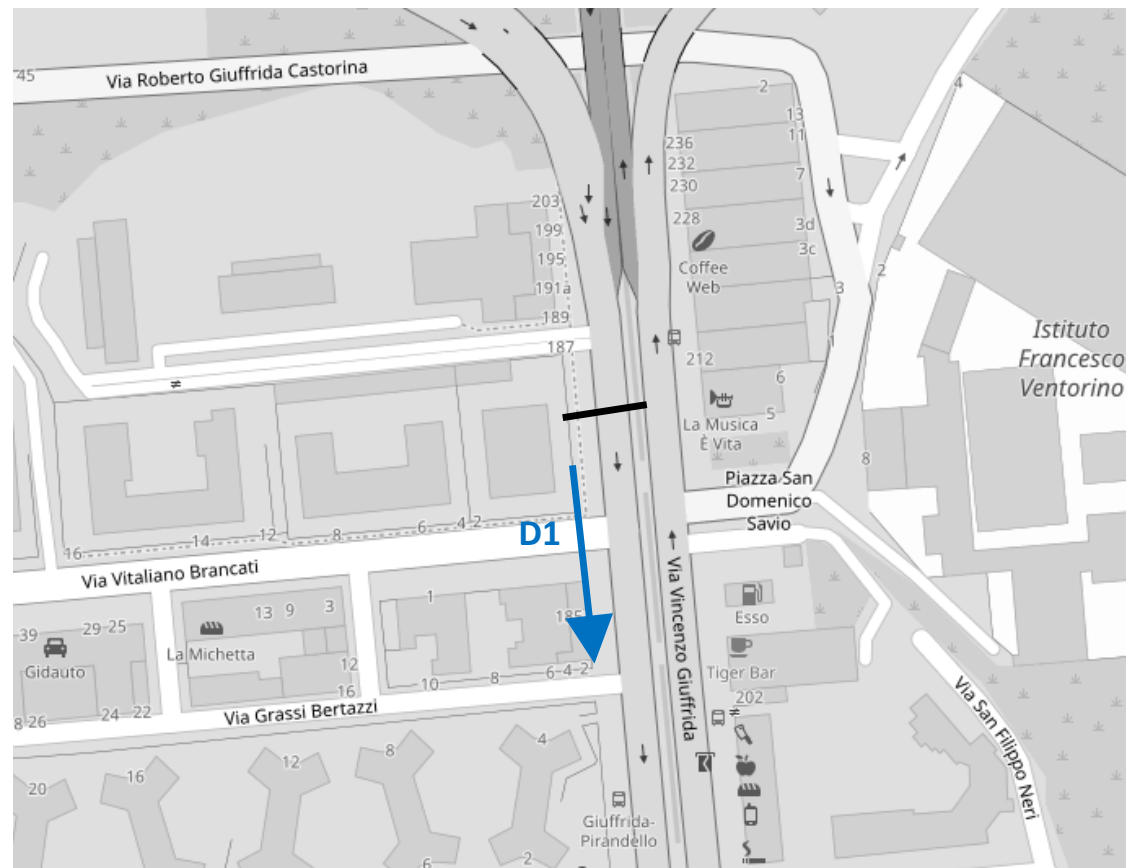 45
Via Roberto Giuffrida Castorina
2
13
11
4
236
232
230
228
7
203
199
195
191a
189
187
3d
3c
Coffee
Web
2
3
1
Istituto
Francesco
Ventorino
212
6
La Musica
È Vita
5
8
Piazza San
Domenico
Savio
D1
16
14
12
8
6
4
2
Via Vitaliano Brancati
Via Vincenzo Giuffrida
1
185
Esso
39
29
25
13
9
3
La Michetta
Gidauto
12
16
10
8
6
4
2
Tiger Bar
202
8
26
24
22
Via Grassi Bertazzi
Via San Filippo Neri
20
16
12
8
4
Giuffrida-
Pirandello
6
2